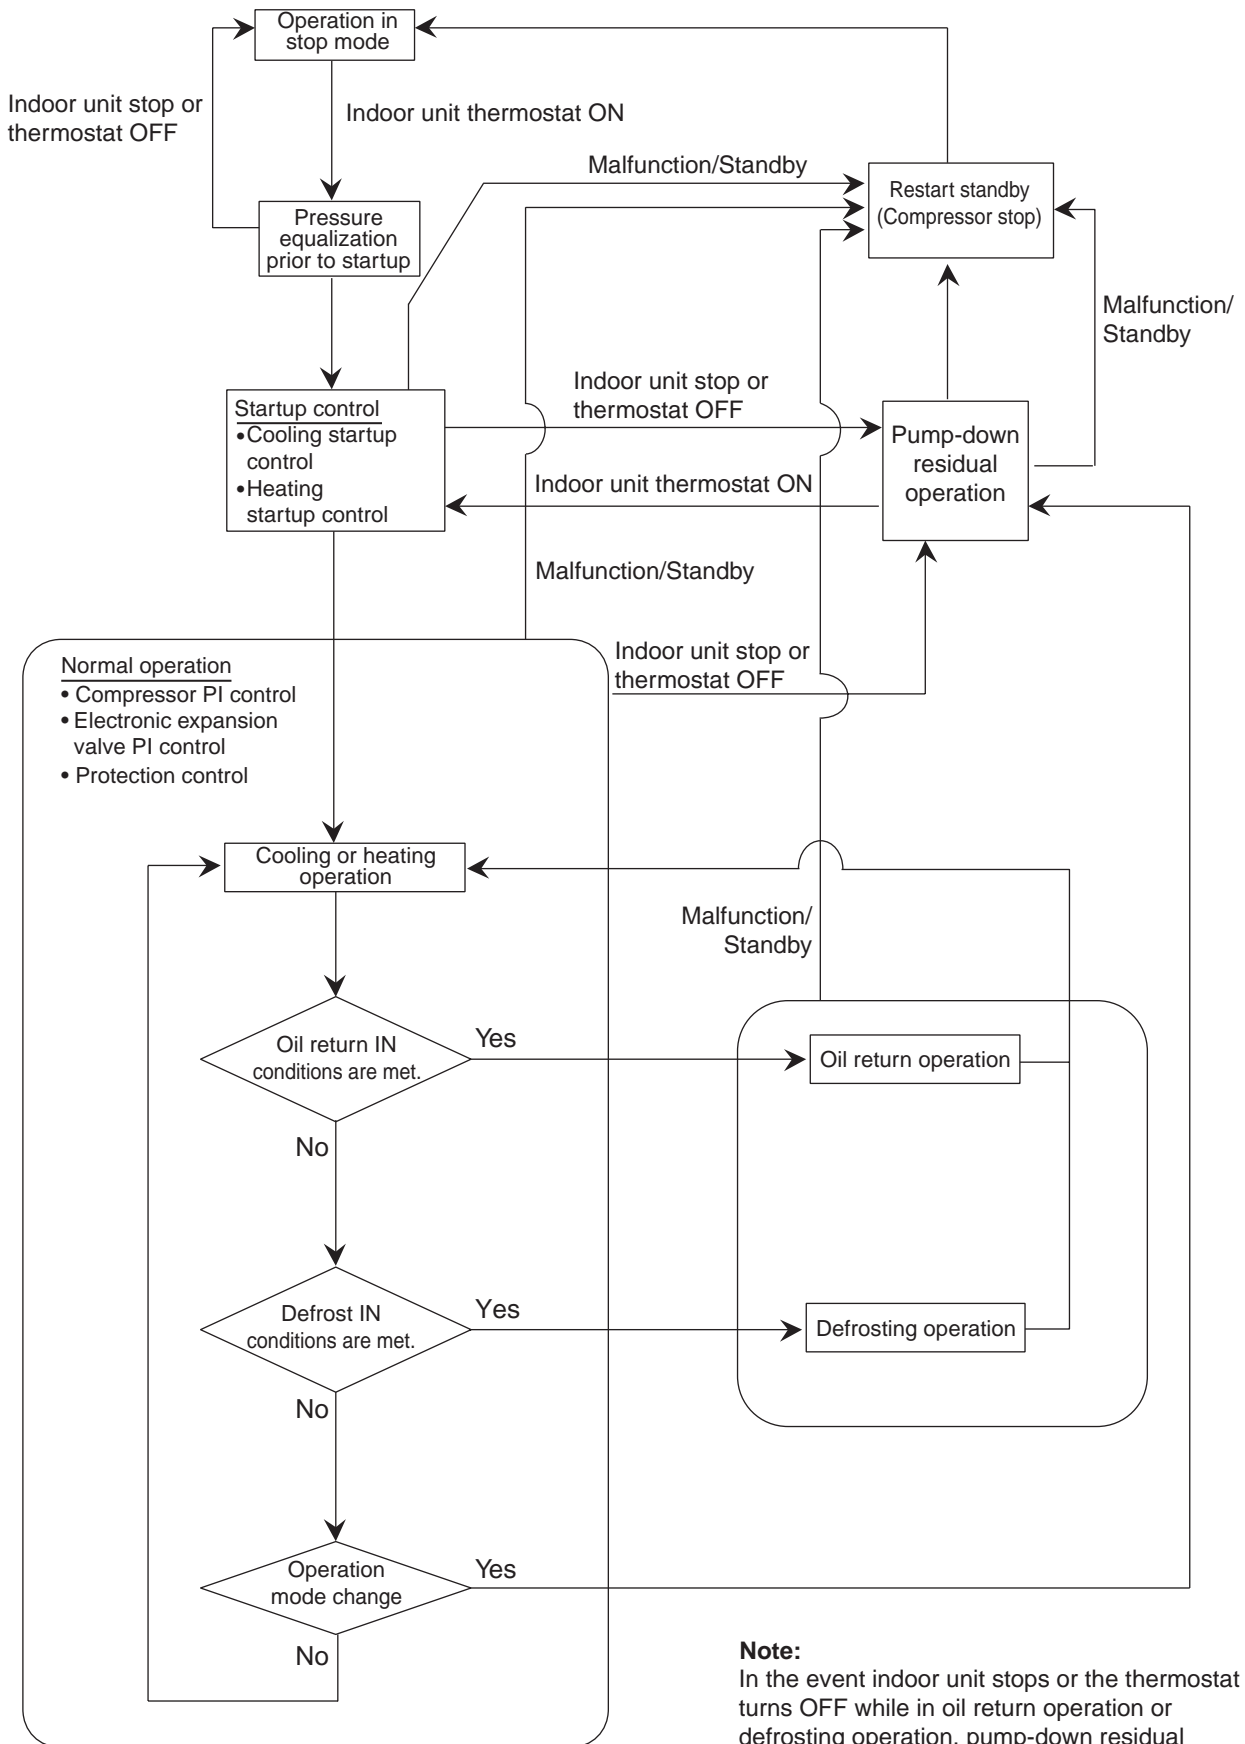 Operation in
stop mode
Indoor unit stop or
thermostat OFF
Indoor unit thermostat ON
Malfunction/Standby
Restart standby
(Compressor stop)
Pressure
equalization
prior to startup
Malfunction/
Standby
Indoor unit stop or
thermostat OFF
Startup control
•Cooling startup
control
•Heating
startup control
Pump-down
residual
operation
Indoor unit thermostat ON
Malfunction/Standby
Indoor unit stop or
thermostat OFF
Normal operation
• Compressor PI control
• Electronic expansion
valve PI control
• Protection control
Cooling or heating
operation
Malfunction/
Standby
Oil return IN
conditions are met.
Yes
Oil return operation
No
Defrost IN
conditions are met.
Yes
Defrosting operation
No
Operation
mode change
Yes
No
Note:
In the event indoor unit stops or the thermostat
turns OFF while in oil return operation or
defrosting operation, pump-down residual